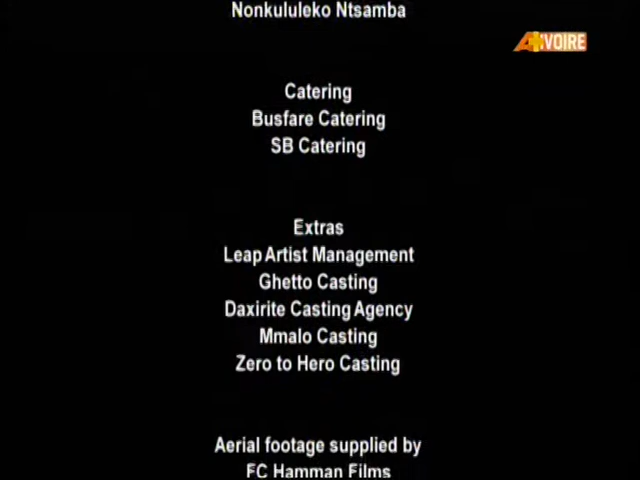 Nonkululeko Ntsamba
A+IVOIRE
Catering
Busfare Catering
SB Catering
Extras
Leap Artist Management
Ghetto Casting
Daxirite Casting Agency
Mmalo Casting
Zero to Hero Casting
Aerial footage supplied by
FC Hamman Films